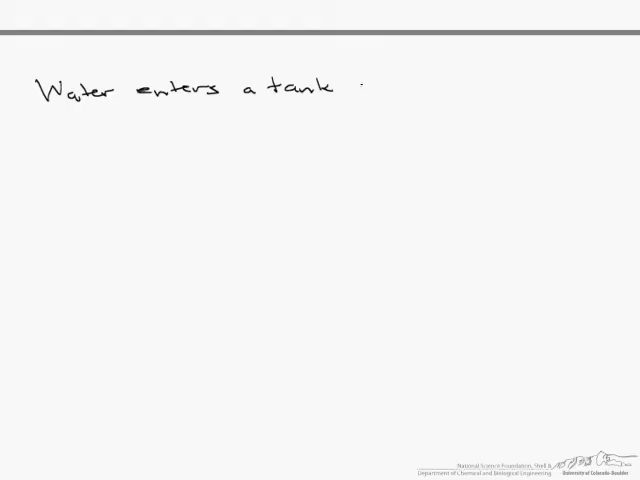 Water enters a tank
National Science Foundation, Shell &
Department of Chemical and Biological Engineering
University of Colorado-Boulder